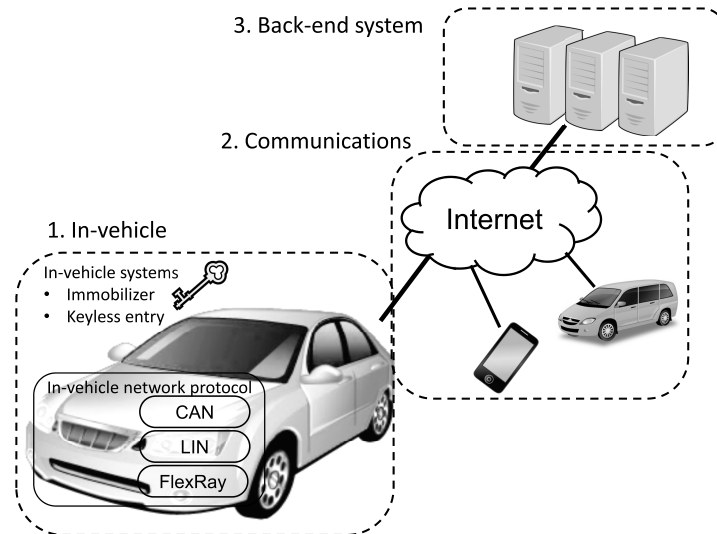 3. Back-end system
2. Communications
Internet
1. In-vehicle
In-vehicle systems
• Immobilizer
• Keyless entry
In-vehicle network protocol
CAN
LIN
FlexRay